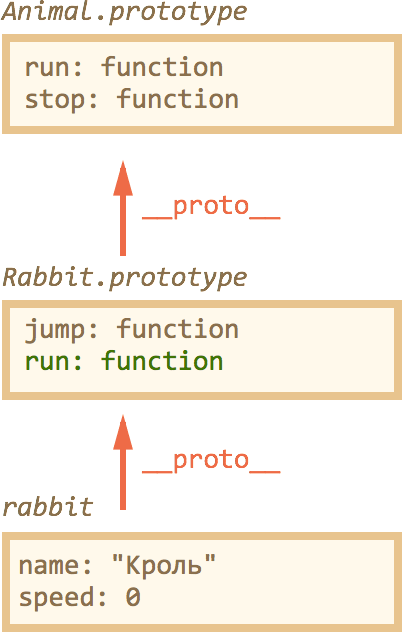 Animal.prototype
run: function
stop: function
__proto__
Rabbit.prototype
jump: function
run: function
__proto__
rabbit
name: "Кроль"
speed: 0